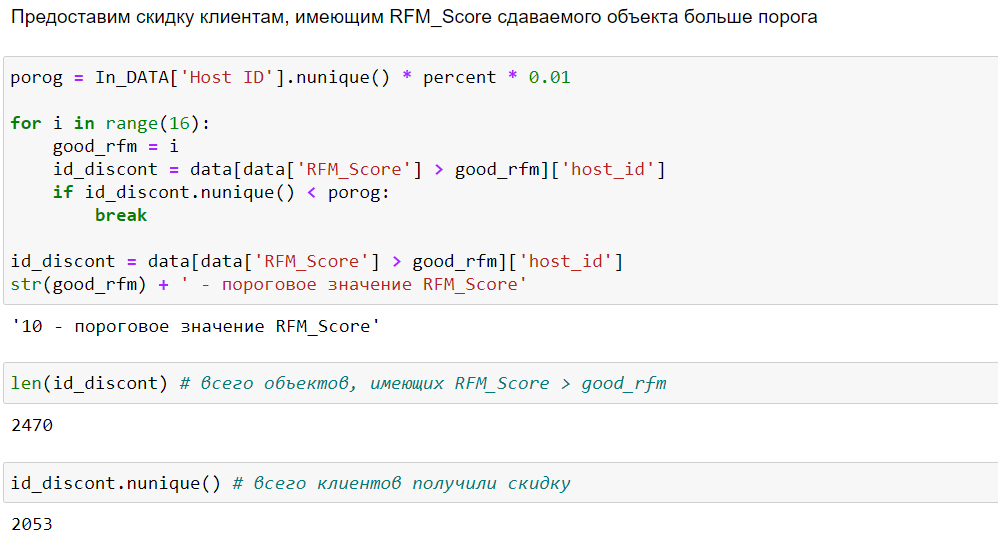 Предоставим скидку клиентам, имеющим RFM_Score сдаваемого объекта больше порога
porog = In_DATA['Host ID'].nunique() * percent * 0.01
for i in range(16):
    good_rfm = i
    id_discont = data[data['RFM_Score'] > good_rfm]['host_id']
    if id_discont.nunique() < porog:
        break
id_discont = data[data['RFM_Score'] > good_rfm]['host_id']
str(good_rfm) + ' - пороговое значение RFM_Score'
'10 - пороговое значение RFM_Score'
len(id_discont) # всего объектов, имеющих RFM_Score > good_rfm
2470
id_discont.nunique() # всего клиентов получили скидку
2053